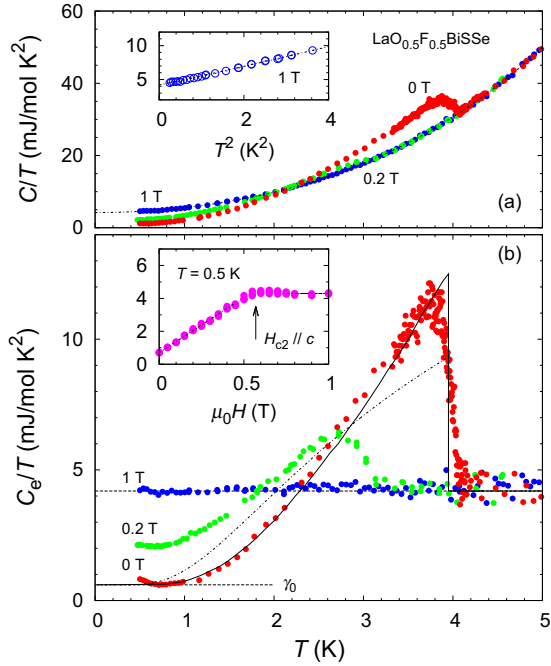 LaO0.5F0.5BiSSe
10
5
0
0 2 4
T² (K²)
1 T
0 T
0.2 T
1 T
(a)
60
40
20
0
C/T (mJ/mol K²)
(b)
T = 0.5 K
6
4
2
0
0 0.5 1
Hc2 // c
μ0H (T)
10
5
0
Ce/T (mJ/mol K²)
1 T
0.2 T
0 T
γ0
0 1 2 3 4 5
T (K)